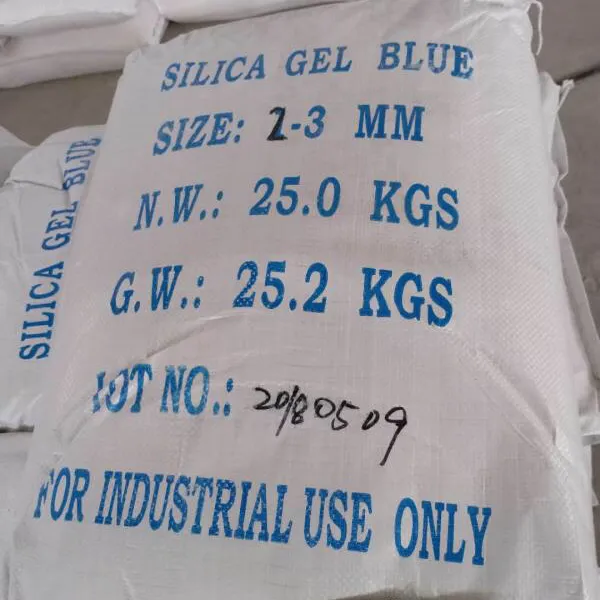 SILICA GEL BLUE
SIZE: 2-3 MM
N.W.: 25.0 KGS
G.W.: 25.2 KGS
LOT NO.: 20180509
FOR INDUSTRIAL USE ONLY
SILICA GEL BLUE